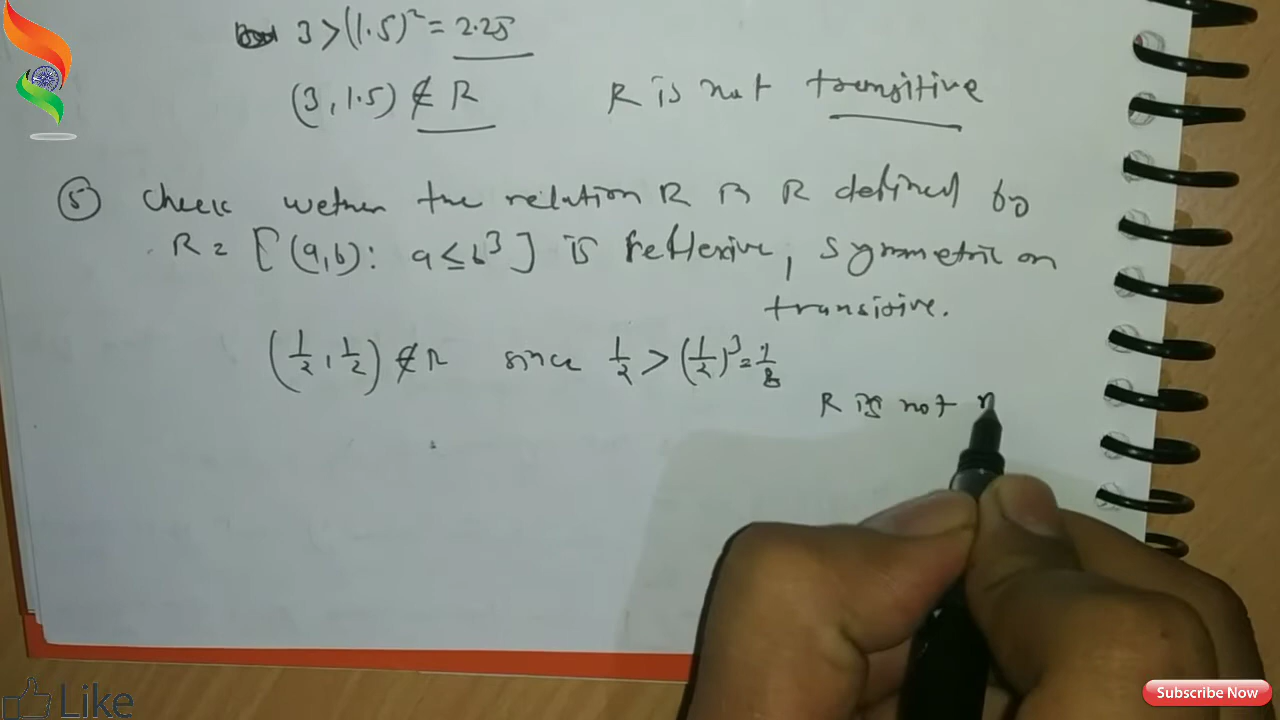 3 > (1.5)² = 2.25
(3, 1.5) ∉ R R is not transitive
⑤ Check wether the relation R in R defined by
R = [(a,b): a ≤ b³] is reflexive, symmetric or
transitive.
(1/2, 1/2) ∉ R since 1/2 > (1/2)³ = 1/8
R is not r
Like
Subscribe Now